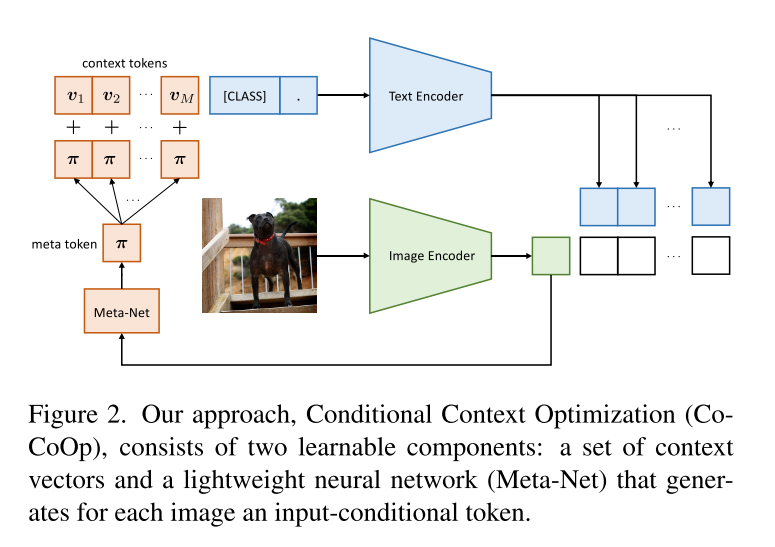 context tokens
v1 v2 ... vM [CLASS] .
Text Encoder
+ + ... +
...
π π ... π
...
meta token π
...
Image Encoder
...
Meta-Net
Figure 2. Our approach, Conditional Context Optimization (Co-
CoOp), consists of two learnable components: a set of context
vectors and a lightweight neural network (Meta-Net) that gener-
ates for each image an input-conditional token.